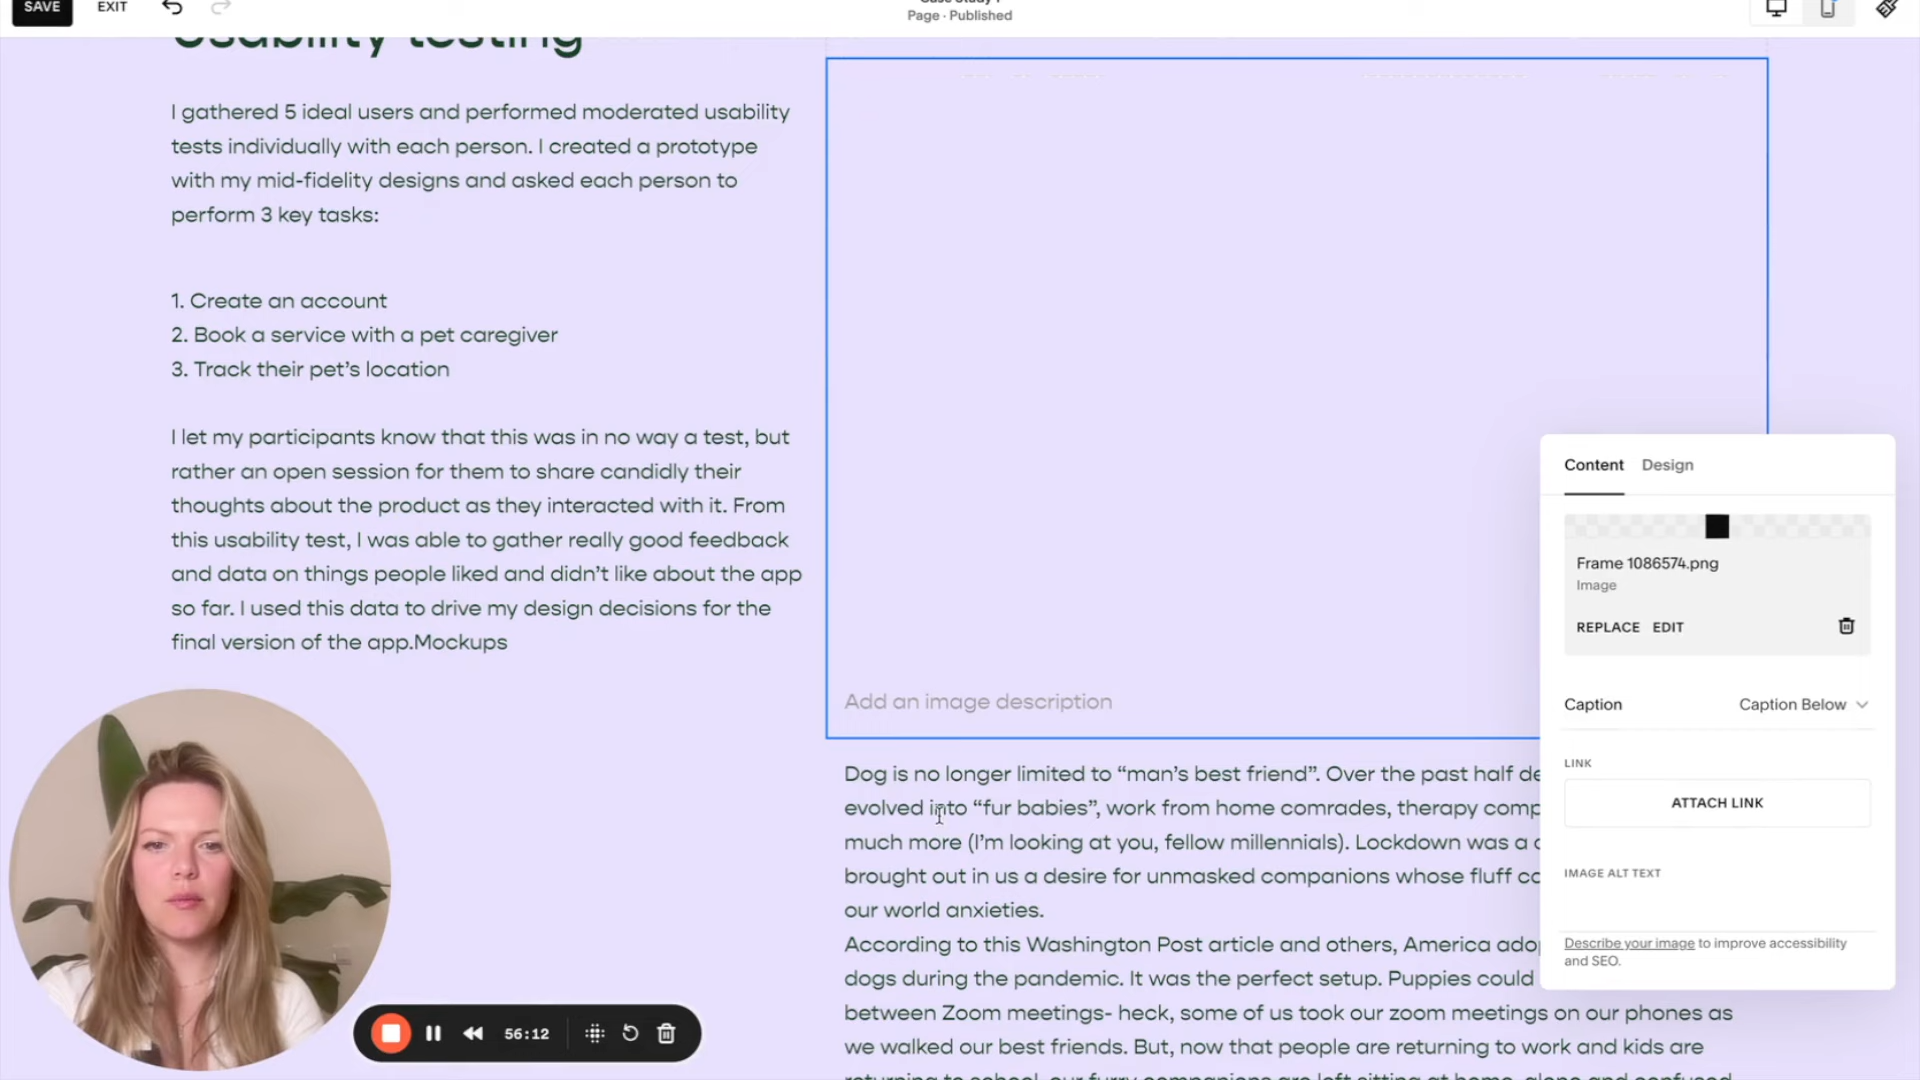 SAVE
EXIT
Page · Published
Usability testing
I gathered 5 ideal users and performed moderated usability
tests individually with each person. I created a prototype
with my mid-fidelity designs and asked each person to
perform 3 key tasks:
1. Create an account
2. Book a service with a pet caregiver
3. Track their pet's location
I let my participants know that this was in no way a test, but
rather an open session for them to share candidly their
thoughts about the product as they interacted with it. From
this usability test, I was able to gather really good feedback
and data on things people liked and didn't like about the app
so far. I used this data to drive my design decisions for the
final version of the app.Mockups
Add an image description
Dog is no longer limited to “man's best friend”. Over the past half
evolved into “fur babies”, work from home comrades, therapy
much more (I'm looking at you, fellow millennials). Lockdown was a
brought out in us a desire for unmasked companions whose fluff
our world anxieties.
According to this Washington Post article and others, America
dogs during the pandemic. It was the perfect setup. Puppies could
between Zoom meetings- heck, some of us took our zoom meetings on our phones as
we walked our best friends. But, now that people are returning to work and kids are
Content
Design
Frame 1086574.png
Image
REPLACE
EDIT
Caption
Caption Below
LINK
ATTACH LINK
IMAGE ALT TEXT
Describe your image to improve accessibility
and SEO.
56:12